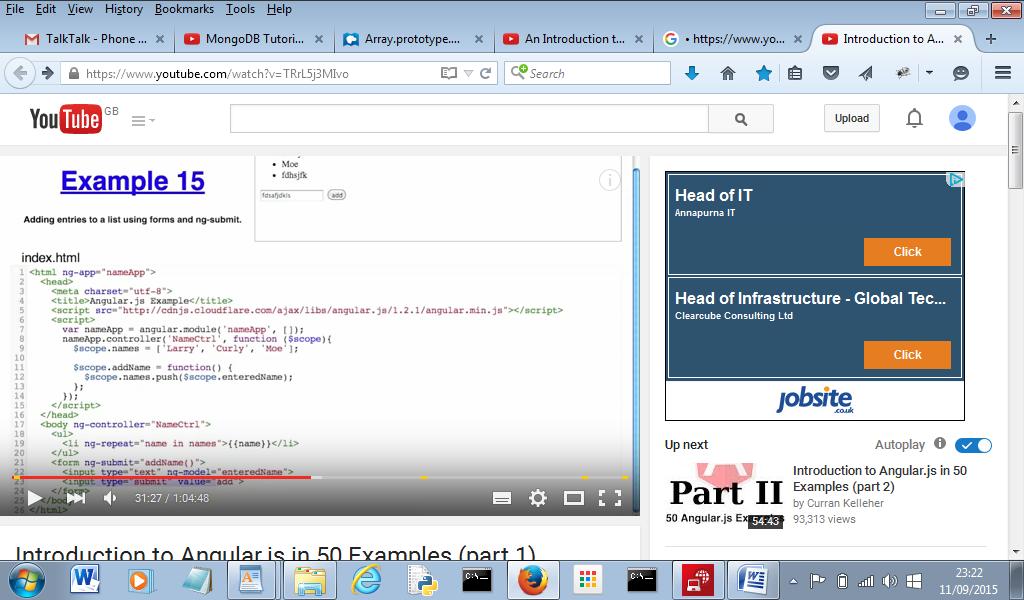 File Edit View History Bookmarks Tools Help
TalkTalk - Phone ...
MongoDB Tutori...
Array.prototype....
An Introduction t...
• https://www.yo...
Introduction to A...
https://www.youtube.com/watch?v=TRrL5j3MIvo
Search
YouTube GB
Upload
Example 15
Adding entries to a list using forms and ng-submit.
• Moe
• fdhsjfk
fdsafjdkls add
index.html
1 <html ng-app="nameApp">
2 <head>
3 <meta charset="utf-8">
4 <title>Angular.js Example</title>
5 <script src="http://cdnjs.cloudflare.com/ajax/libs/angular.js/1.2.1/angular.min.js"></script>
6 <script>
7 var nameApp = angular.module('nameApp', []);
8 nameApp.controller('NameCtrl', function ($scope){
9 $scope.names = ['Larry', 'Curly', 'Moe'];
10
11 $scope.addName = function() {
12 $scope.names.push($scope.enteredName);
13 };
14 });
15 </script>
16 </head>
17 <body ng-controller="NameCtrl">
18 <ul>
19 <li ng-repeat="name in names">{{name}}</li>
20 </ul>
21 <form ng-submit="addName()">
22 <input type="text" ng-model="enteredName">
23 <input type="submit" value="add">
24 </form>
25 </body>
26 </html>
31:27 / 1:04:48
Introduction to Angular.js in 50 Examples (part 1)
Head of IT
Annapurna IT
Click
Head of Infrastructure - Global Tec...
Clearcube Consulting Ltd
Click
jobsite
.co.uk
Up next
Autoplay
Part II
50 Angular.js
54:43
Introduction to Angular.js in 50
Examples (part 2)
by Curran Kelleher
93,313 views
23:22
11/09/2015